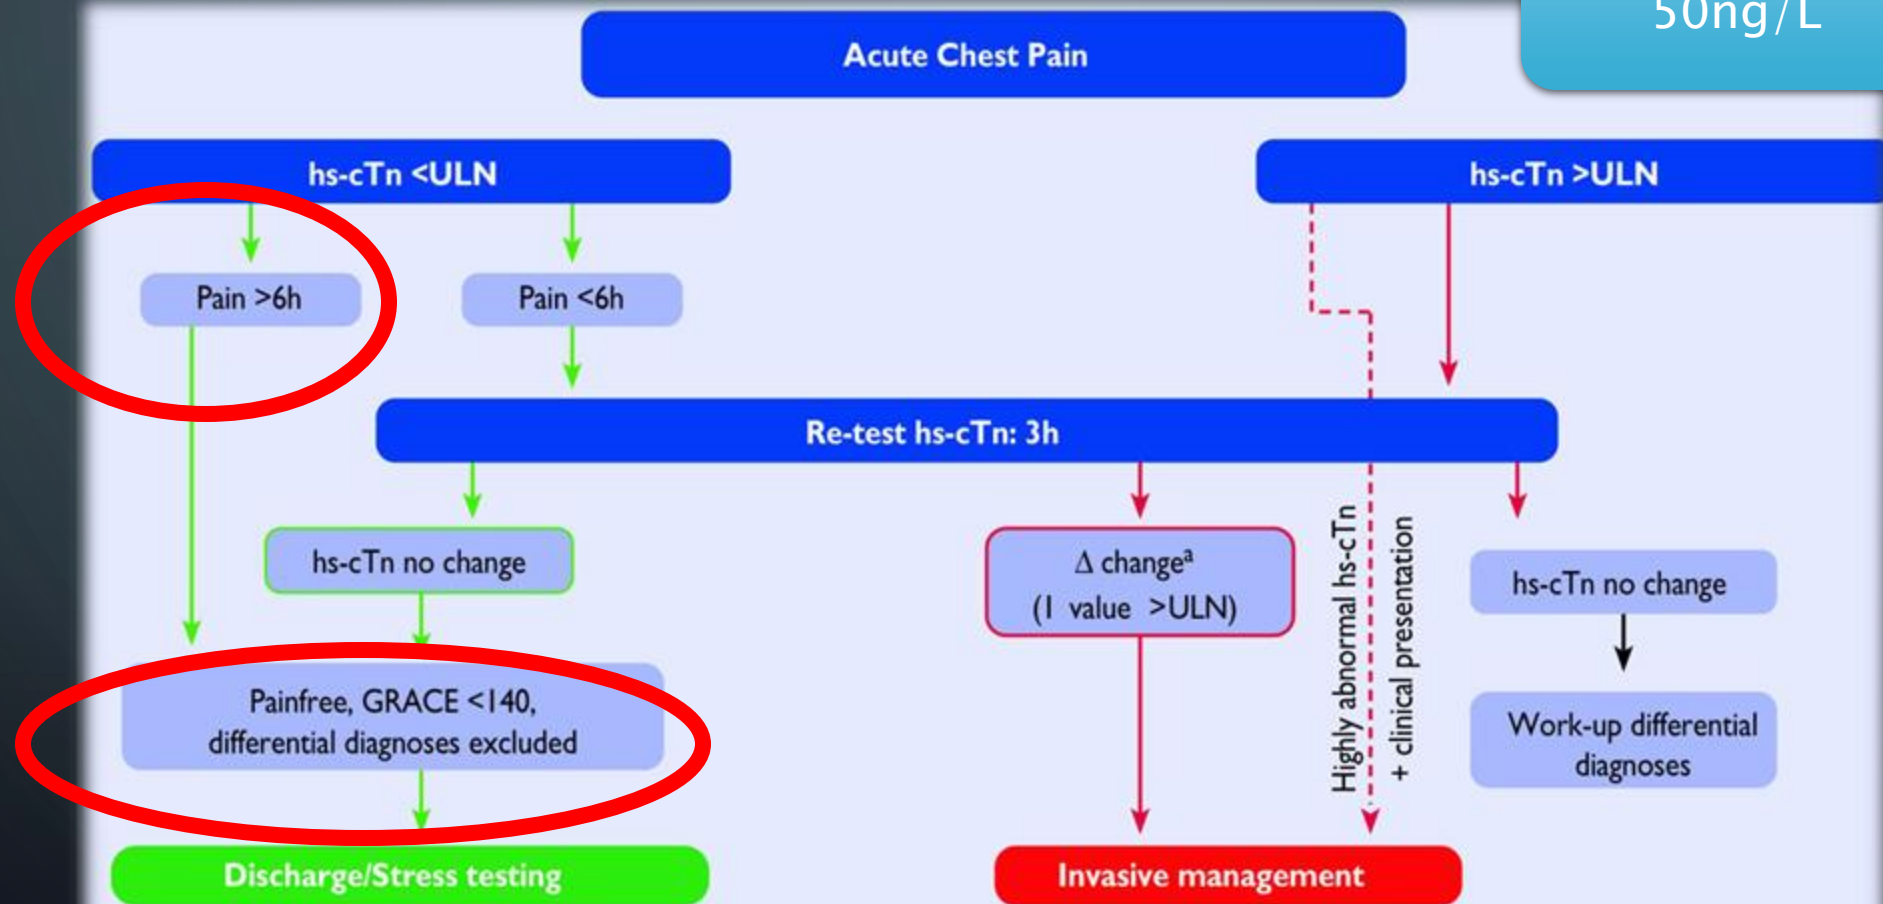 50ng/L
Acute Chest Pain
hs-cTn <ULN
hs-cTn >ULN
Pain >6h
Pain <6h
Re-test hs-cTn: 3h
hs-cTn no change
Δ changeª
(1 value >ULN)
Highly abnormal hs-cTn
+ clinical presentation
hs-cTn no change
Painfree, GRACE <140,
differential diagnoses excluded
Work-up differential
diagnoses
Discharge/Stress testing
Invasive management